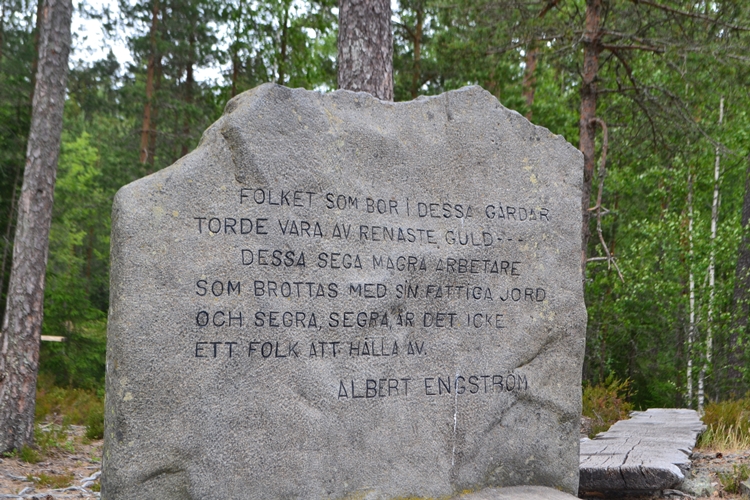 FOLKET SOM BOR I DESSA GÅRDAR
TORDE VARA AV RENASTE GULD---
DESSA SEGA MAGRA ARBETARE
SOM BROTTAS MED SIN FATTIGA JORD
OCH SEGRA, SEGRA, ÄR DET ICKE
ETT FOLK ATT HÅLLA AV.
ALBERT ENGSTRÖM